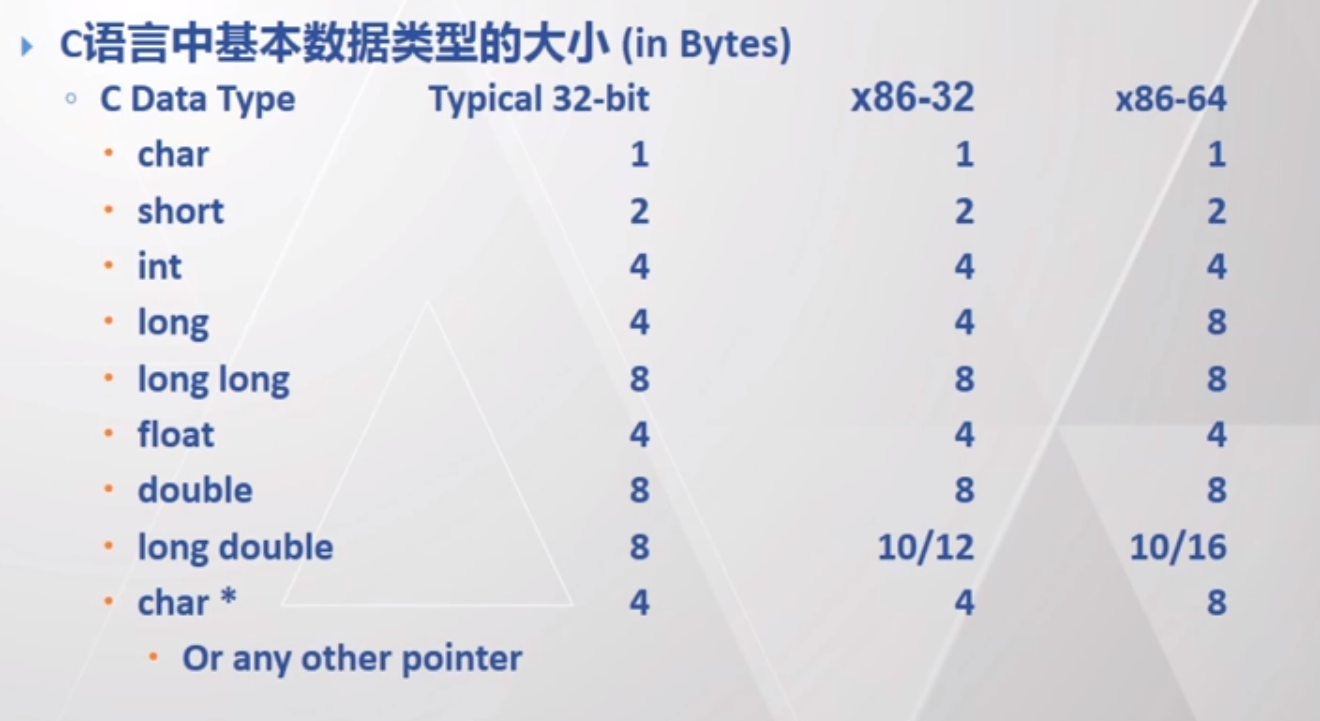 C语言中基本数据类型的大小 (in Bytes)
C Data Type Typical 32-bit x86-32 x86-64
char 1 1 1
short 2 2 2
int 4 4 4
long 4 4 8
long long 8 8 8
float 4 4 4
double 8 8 8
long double 8 10/12 10/16
char * 4 4 8
Or any other pointer